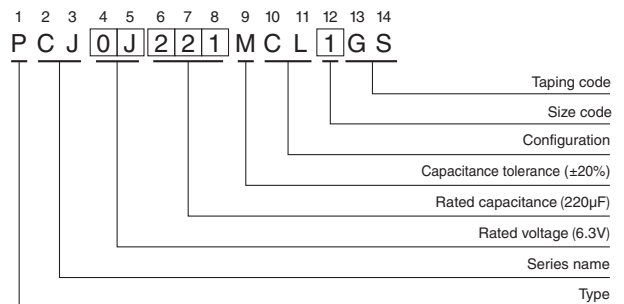 1 2 3 4 5 6 7 8 9 10 11 12 13 14
P C J 0 J 2 2 1 M C L 1 G S
Taping code
Size code
Configuration
Capacitance tolerance (±20%)
Rated capacitance (220µF)
Rated voltage (6.3V)
Series name
Type